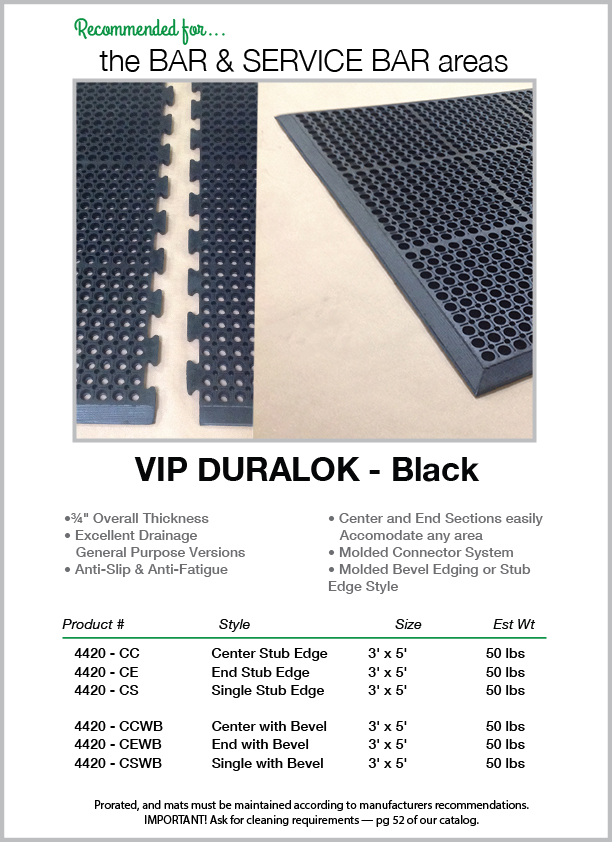 Recommended for...
the BAR & SERVICE BAR areas
VIP DURALOK - Black
•¾" Overall Thickness
• Excellent Drainage
General Purpose Versions
• Anti-Slip & Anti-Fatigue
• Center and End Sections easily
Accomodate any area
• Molded Connector System
• Molded Bevel Edging or Stub
Edge Style
Product # Style Size Est Wt
4420 - CC Center Stub Edge 3' x 5' 50 lbs
4420 - CE End Stub Edge 3' x 5' 50 lbs
4420 - CS Single Stub Edge 3' x 5' 50 lbs
4420 - CCWB Center with Bevel 3' x 5' 50 lbs
4420 - CEWB End with Bevel 3' x 5' 50 lbs
4420 - CSWB Single with Bevel 3' x 5' 50 lbs
Prorated, and mats must be maintained according to manufacturers recommendations.
IMPORTANT! Ask for cleaning requirements — pg 52 of our catalog.